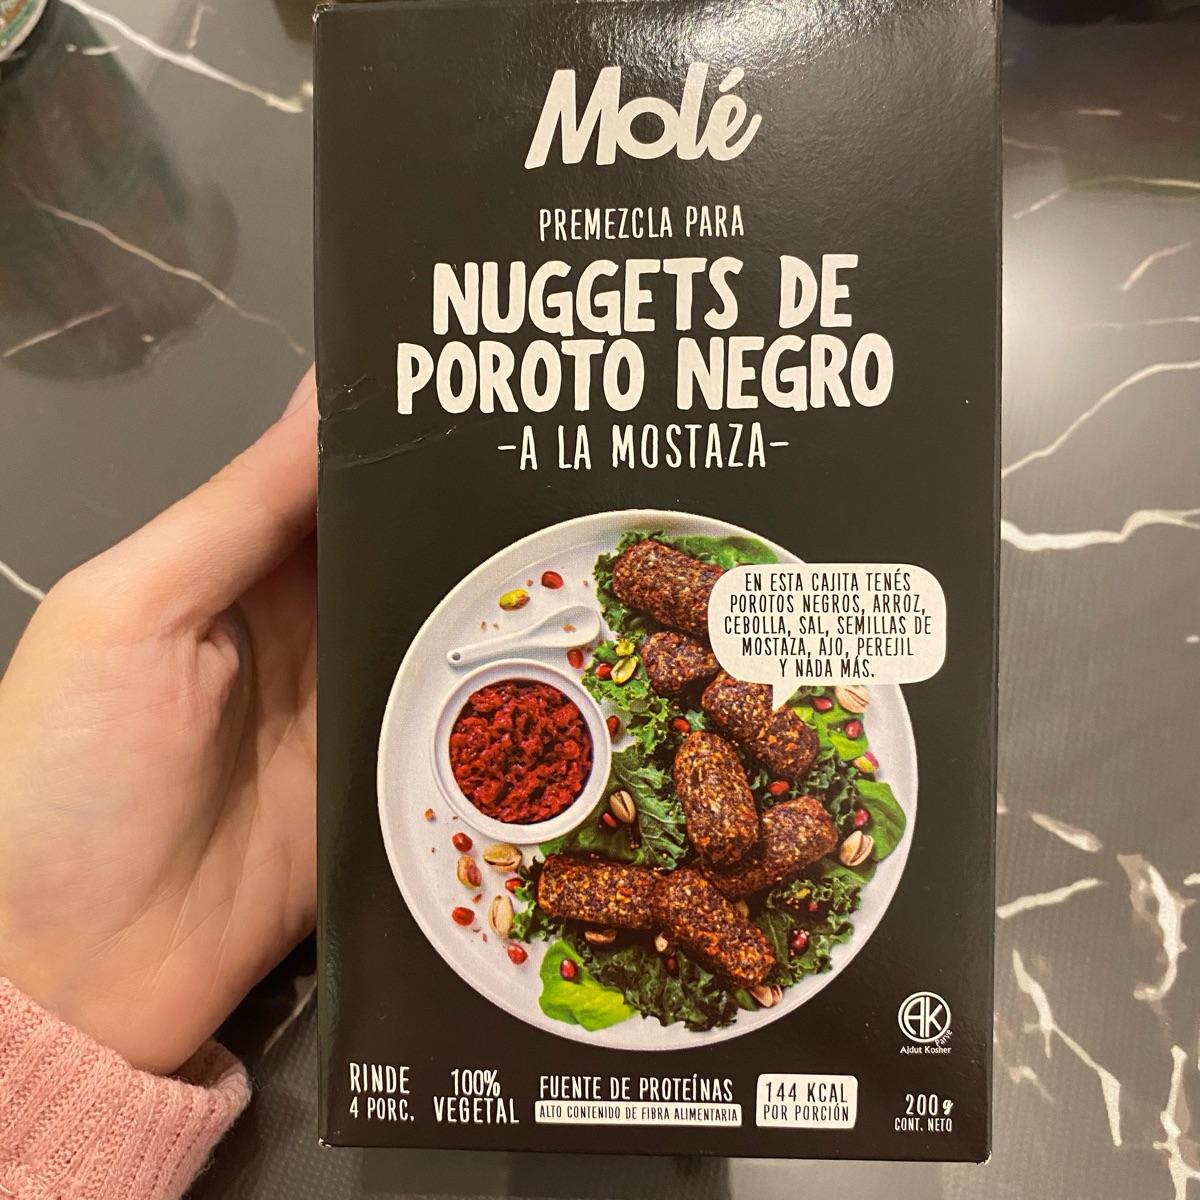 Molé
PREMEZCLA PARA
NUGGETS DE
POROTO NEGRO
-A LA MOSTAZA-
EN ESTA CAJITA TENÉS
POROTOS NEGROS, ARROZ,
CEBOLLA, SAL, SEMILLAS DE
MOSTAZA, AJO, PEREJIL
Y NADA MÁS.
AK
Parve
Ajdut Kosher
RINDE
4 PORC.
100%
VEGETAL
FUENTE DE PROTEÍNAS
ALTO CONTENIDO DE FIBRA ALIMENTARIA
144 KCAL
POR PORCIÓN
200g
CONT. NETO